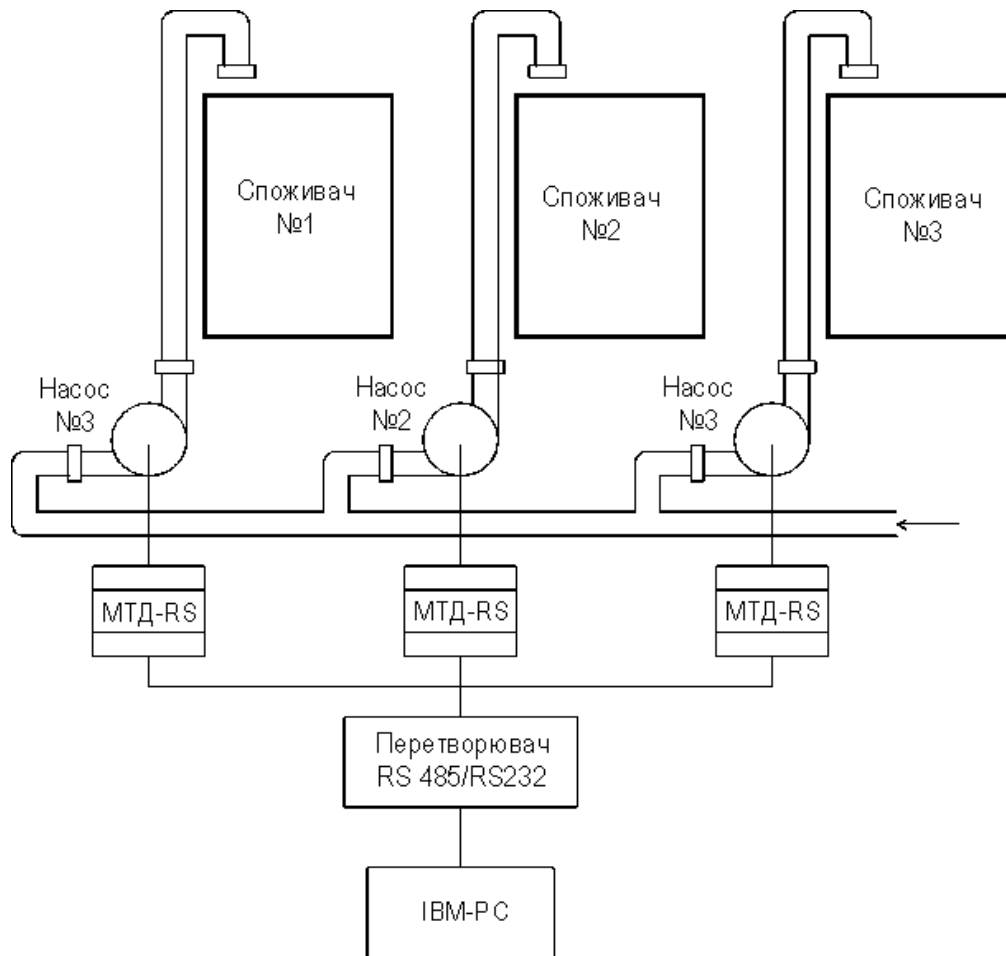 Споживач
№1
Споживач
№2
Споживач
№3
Насос
№3
Насос
№2
Насос
№3
МТД-RS
МТД-RS
МТД-RS
Перетворювач
RS 485/RS232
IBM-PC